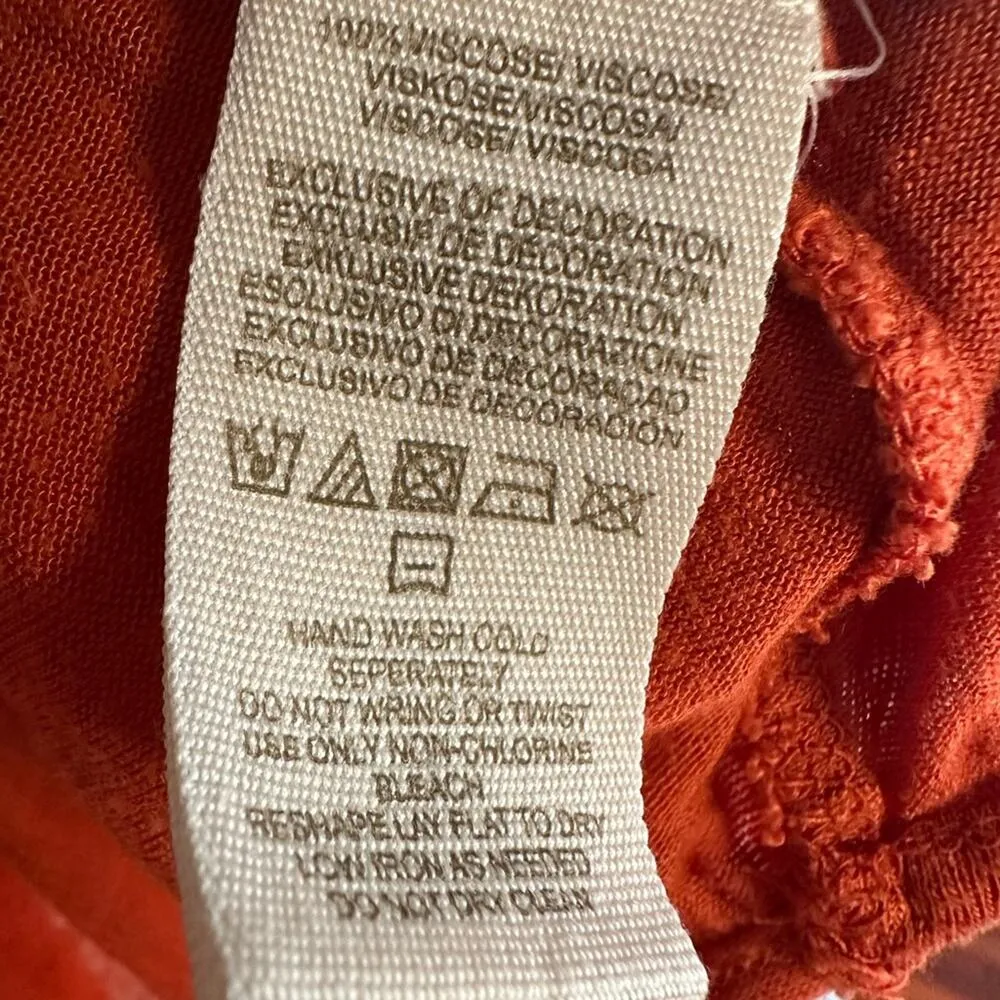 100% VISCOSE/ VISCOSE/
VISKOSE/VISCOSA/
VISCOSE/ VISCOSA
EXCLUSIVE OF DECORATION
EXCLUSIF DE DÉCORATION
EXKLUSIVE DEKORATION
ESCLUSIVO DI DECORAZIONE
EXCLUSIVO DE DECORAÇAO
EXCLUSIVO DE DECORACIÓN
HAND WASH COLD
SEPERATELY
DO NOT WRING OR TWIST
USE ONLY NON-CHLORINE
BLEACH
RESHAPE LAY FLAT TO DRY
LOW IRON AS NEEDED
DO NOT DRY CLEAN